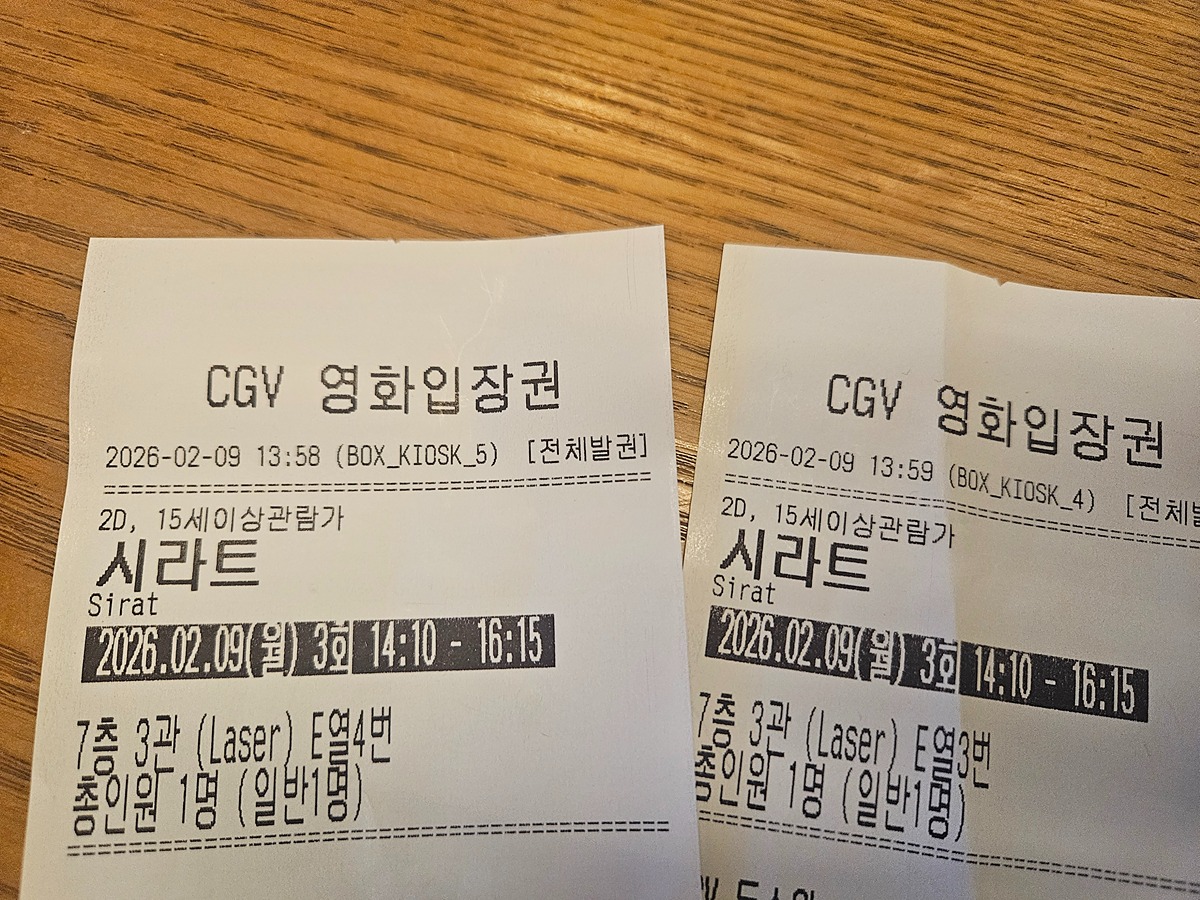 CGV 영화입장권
2026-02-09 13:58 (BOX_KIOSK_5) [전체발권]
2D, 15세이상관람가
시라트
Sirat
2026.02.09(월) 3회 14:10 - 16:15
7층 3관 (Laser) E열4번
총인원 1명 (일반1명)
CGV 영화입장권
2026-02-09 13:59 (BOX_KIOSK_4) [전체
2D, 15세이상관람가
시라트
Sirat
2026.02.09(월) 3회 14:10 - 16:15
7층 3관 (Laser) E열3번
총인원 1명 (일반1명)